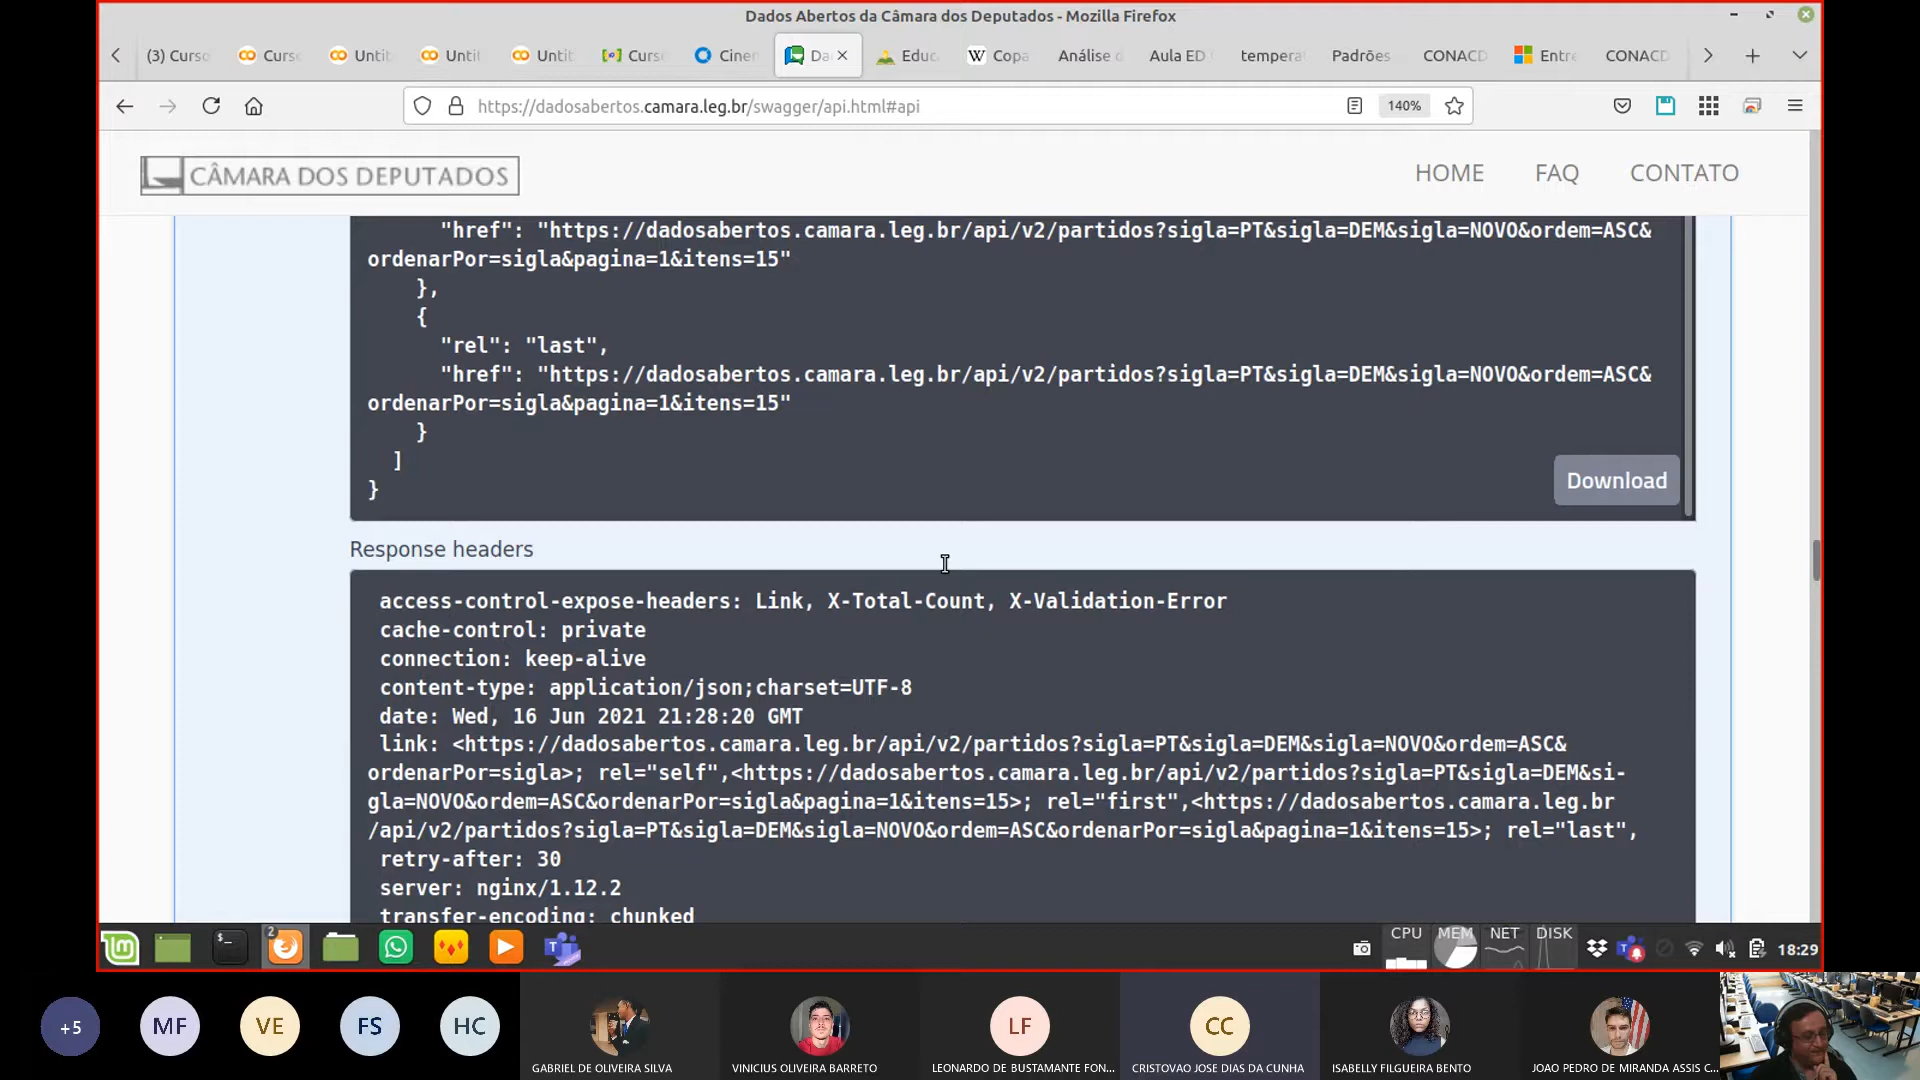 Dados Abertos da Câmara dos Deputados - Mozilla Firefox
(3) Curso
Curso
Untit
Untit
Untit
Curso
Cinem
Da
Educ
Copa
Análise d
Aula ED
tempera
Padrões
CONACD
Entre
CONACD
https://dadosabertos.camara.leg.br/swagger/api.html#api
140%
CÂMARA DOS DEPUTADOS
HOME
FAQ
CONTATO
"href": "https://dadosabertos.camara.leg.br/api/v2/partidos?sigla=PT&sigla=DEM&sigla=NOVO&ordem=ASC&
ordenarPor=sigla&pagina=1&itens=15"
},
{
"rel": "last",
"href": "https://dadosabertos.camara.leg.br/api/v2/partidos?sigla=PT&sigla=DEM&sigla=NOVO&ordem=ASC&
ordenarPor=sigla&pagina=1&itens=15"
}
]
}
Download
Response headers
access-control-expose-headers: Link, X-Total-Count, X-Validation-Error
cache-control: private
connection: keep-alive
content-type: application/json;charset=UTF-8
date: Wed, 16 Jun 2021 21:28:20 GMT
link: <https://dadosabertos.camara.leg.br/api/v2/partidos?sigla=PT&sigla=DEM&sigla=NOVO&ordem=ASC&
ordenarPor=sigla>; rel="self",<https://dadosabertos.camara.leg.br/api/v2/partidos?sigla=PT&sigla=DEM&si-
gla=NOVO&ordem=ASC&ordenarPor=sigla&pagina=1&itens=15>; rel="first",<https://dadosabertos.camara.leg.br
/api/v2/partidos?sigla=PT&sigla=DEM&sigla=NOVO&ordem=ASC&ordenarPor=sigla&pagina=1&itens=15>; rel="last",
retry-after: 30
server: nginx/1.12.2
transfer-encoding: chunked
2
CPU
MEM
NET
DISK
18:29
+5
MF
VE
FS
HC
LF
CC
GABRIEL DE OLIVEIRA SILVA
VINICIUS OLIVEIRA BARRETO
LEONARDO DE BUSTAMANTE FON...
CRISTOVAO JOSE DIAS DA CUNHA
ISABELLY FILGUEIRA BENTO
JOAO PEDRO DE MIRANDA ASSIS C...